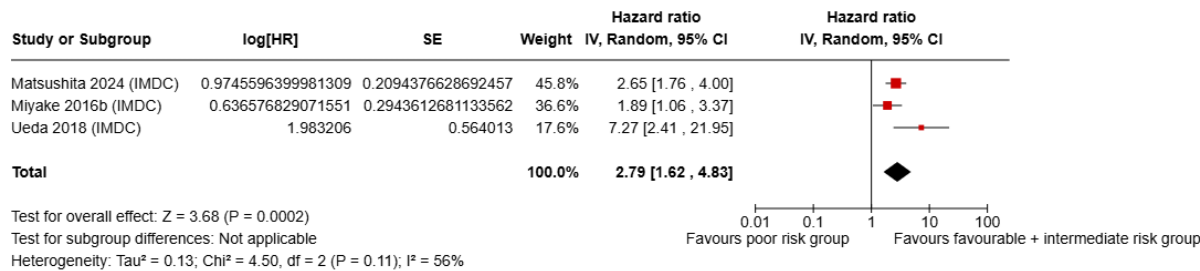 Hazard ratio Hazard ratio
Study or Subgroup log[HR] SE Weight IV, Random, 95% CI IV, Random, 95% CI
Matsushita 2024 (IMDC) 0.9745596399981309 0.2094376628692457 45.8% 2.65 [1.76 , 4.00]
Miyake 2016b (IMDC) 0.636576829071551 0.2943612681133562 36.6% 1.89 [1.06 , 3.37]
Ueda 2018 (IMDC) 1.983206 0.564013 17.6% 7.27 [2.41 , 21.95]
Total 100.0% 2.79 [1.62 , 4.83]
Test for overall effect: Z = 3.68 (P = 0.0002) 0.01 0.1 1 10 100
Test for subgroup differences: Not applicable Favours poor risk group Favours favourable + intermediate risk group
Heterogeneity: Tau² = 0.13; Chi² = 4.50, df = 2 (P = 0.11); I² = 56%